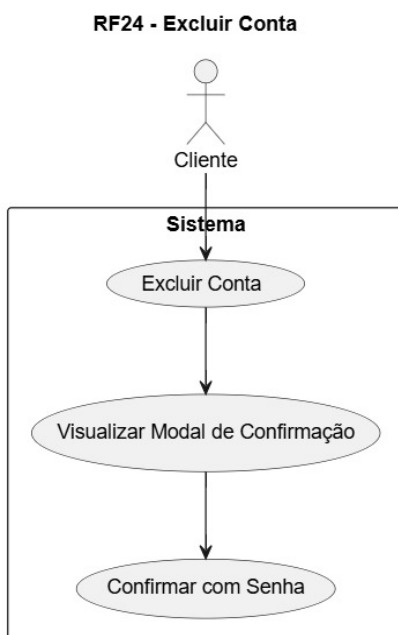 RF24 - Excluir Conta
Cliente
Sistema
Excluir Conta
Visualizar Modal de Confirmação
Confirmar com Senha